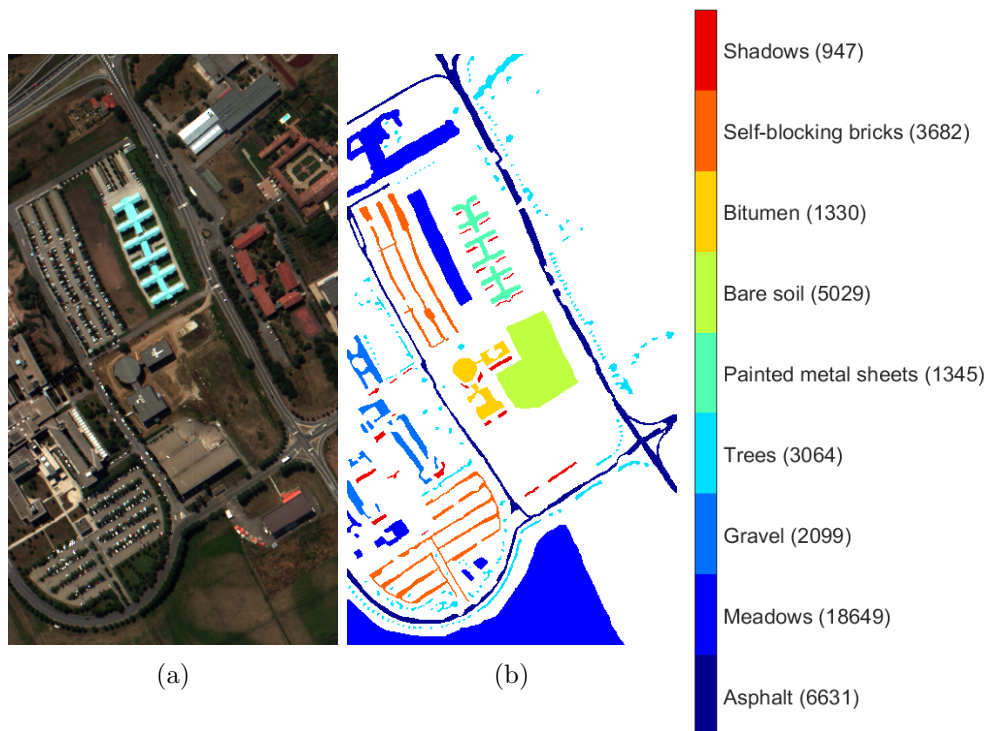 Shadows (947)
Self-blocking bricks (3682)
Bitumen (1330)
Bare soil (5029)
Painted metal sheets (1345)
Trees (3064)
Gravel (2099)
Meadows (18649)
Asphalt (6631)
(a)
(b)